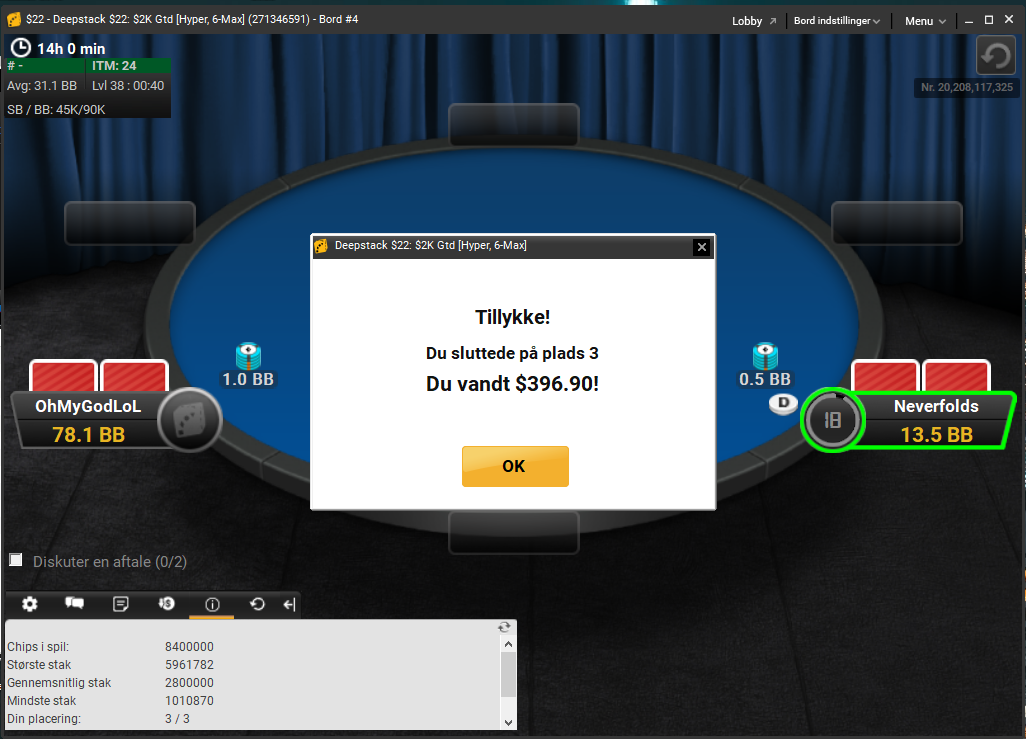 $22 - Deepstack $22: $2K Gtd [Hyper, 6-Max] (271346591) - Bord #4
Lobby
Bord indstillinger
Menu
14h 0 min
# -
ITM: 24
Avg: 31.1 BB
Lvl 38 : 00:40
SB / BB: 45K/90K
Nr. 20,208,117,325
Deepstack $22: $2K Gtd [Hyper, 6-Max]
Tillykke!
Du sluttede på plads 3
Du vandt $396.90!
OK
1.0 BB
0.5 BB
D
OhMyGodLoL
78.1 BB
18
Neverfolds
13.5 BB
Diskuter en aftale (0/2)
Chips i spil: 8400000
Største stak 5961782
Gennemsnitlig stak 2800000
Mindste stak 1010870
Din placering: 3 / 3